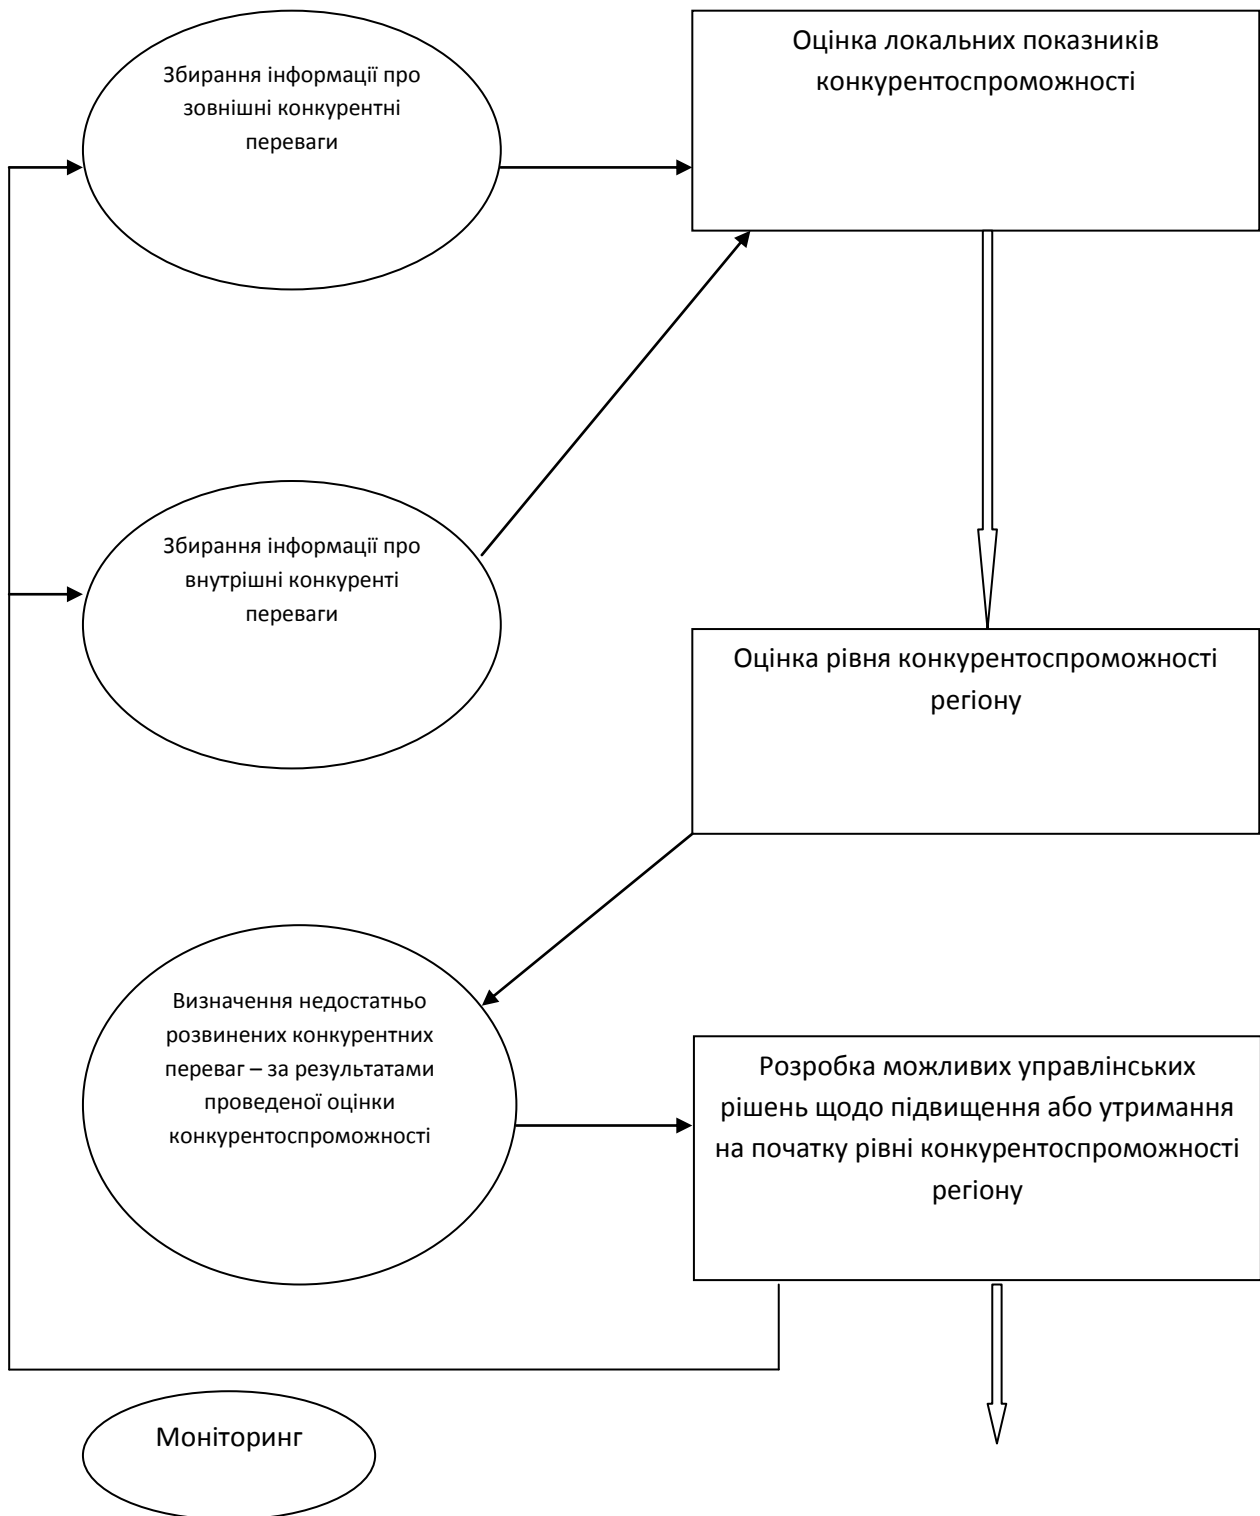 Збирання інформації про
зовнішні конкурентні
переваги
Оцінка локальних показників
конкурентоспроможності
Збирання інформації про
внутрішні конкуренті
переваги
Оцінка рівня конкурентоспроможності
регіону
Визначення недостатньо
розвинених конкурентних
переваг – за результатами
проведеної оцінки
конкурентоспроможності
Розробка можливих управлінських
рішень щодо підвищення або утримання
на початку рівні конкурентоспроможності
регіону
Моніторинг